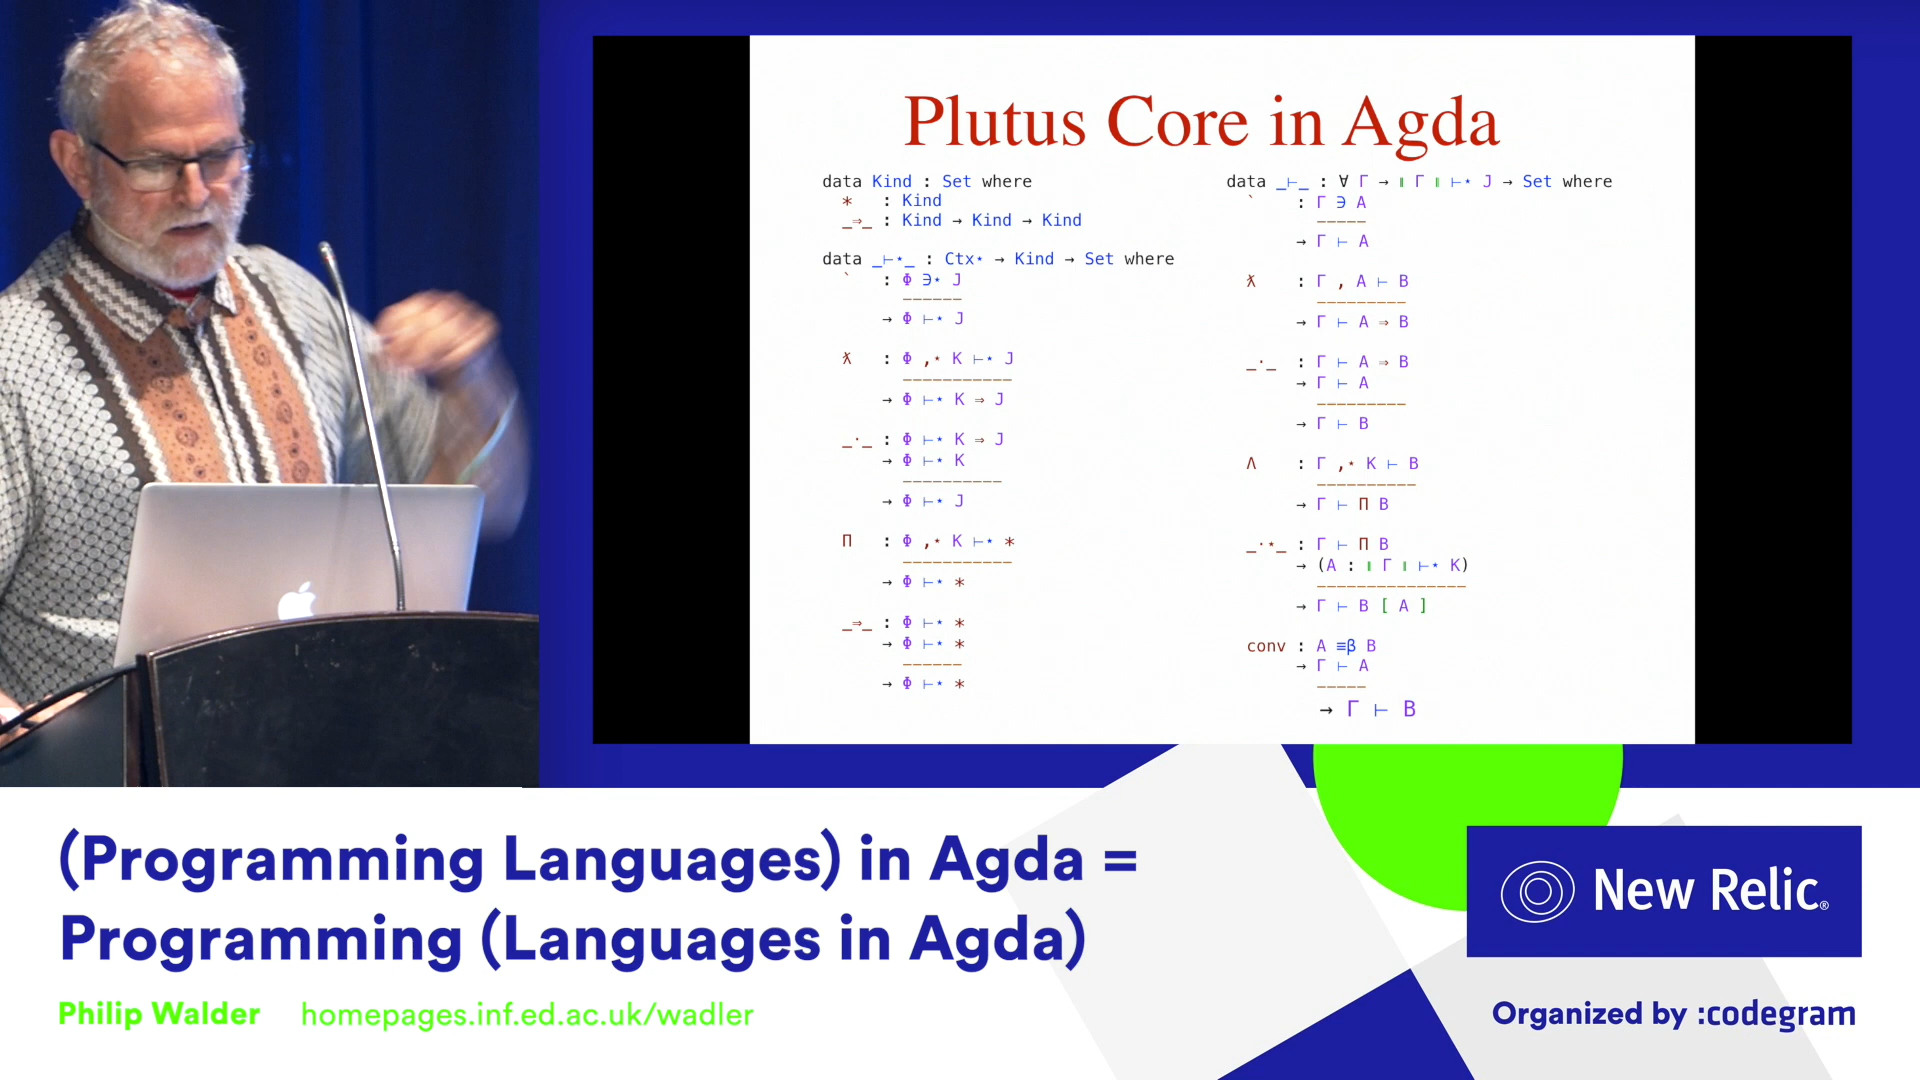 Plutus Core in Agda
data Kind : Set where
* : Kind
_⇒_ : Kind → Kind → Kind
data _⊢⋆_ : Ctx⋆ → Kind → Set where
` : Φ ∋⋆ J
------
→ Φ ⊢⋆ J
ƛ : Φ ,⋆ K ⊢⋆ J
-----------
→ Φ ⊢⋆ K ⇒ J
_·_ : Φ ⊢⋆ K ⇒ J
→ Φ ⊢⋆ K
----------
→ Φ ⊢⋆ J
Π : Φ ,⋆ K ⊢⋆ *
-----------
→ Φ ⊢⋆ *
_⇒_ : Φ ⊢⋆ *
→ Φ ⊢⋆ *
------
→ Φ ⊢⋆ *
data _⊢_ : ∀ Γ → ∥ Γ ∥ ⊢⋆ J → Set where
` : Γ ∋ A
-----
→ Γ ⊢ A
ƛ : Γ , A ⊢ B
---------
→ Γ ⊢ A ⇒ B
_·_ : Γ ⊢ A ⇒ B
→ Γ ⊢ A
---------
→ Γ ⊢ B
Λ : Γ ,⋆ K ⊢ B
----------
→ Γ ⊢ Π B
_·⋆_ : Γ ⊢ Π B
→ (A : ∥ Γ ∥ ⊢⋆ K)
---------------
→ Γ ⊢ B [ A ]
conv : A ≡β B
→ Γ ⊢ A
-----
→ Γ ⊢ B
(Programming Languages) in Agda =
Programming (Languages in Agda)
Philip Walder homepages.inf.ed.ac.uk/wadler
New Relic®
Organized by :codegram